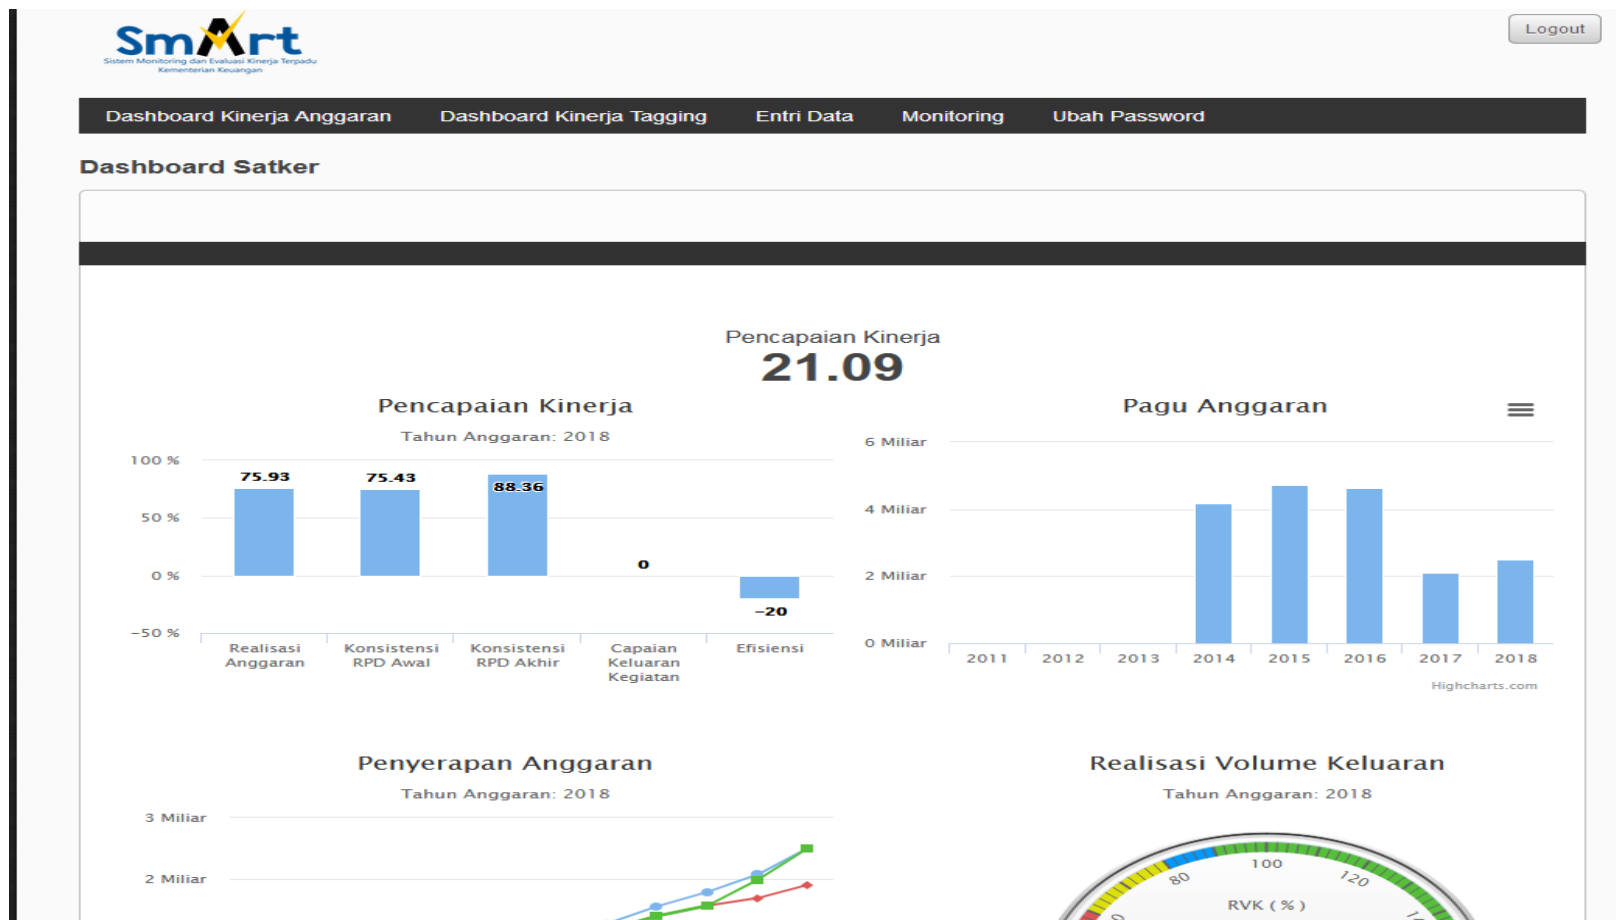 SmArt
Sistem Monitoring dan Evaluasi Kinerja Terpadu
Kementerian Keuangan
Logout
Dashboard Kinerja Anggaran Dashboard Kinerja Tagging Entri Data Monitoring Ubah Password
Dashboard Satker
Pencapaian Kinerja
21.09
Pencapaian Kinerja
Tahun Anggaran: 2018
100 %
50 %
0 %
-50 %
75.93
75.43
88.36
0
-20
Realisasi
Anggaran
Konsistensi
RPD Awal
Konsistensi
RPD Akhir
Capaian
Keluaran
Kegiatan
Efisiensi
Pagu Anggaran
6 Miliar
4 Miliar
2 Miliar
0 Miliar
2011 2012 2013 2014 2015 2016 2017 2018
Highcharts.com
Penyerapan Anggaran
Tahun Anggaran: 2018
3 Miliar
2 Miliar
Realisasi Volume Keluaran
Tahun Anggaran: 2018
80
100
120
RVK ( % )